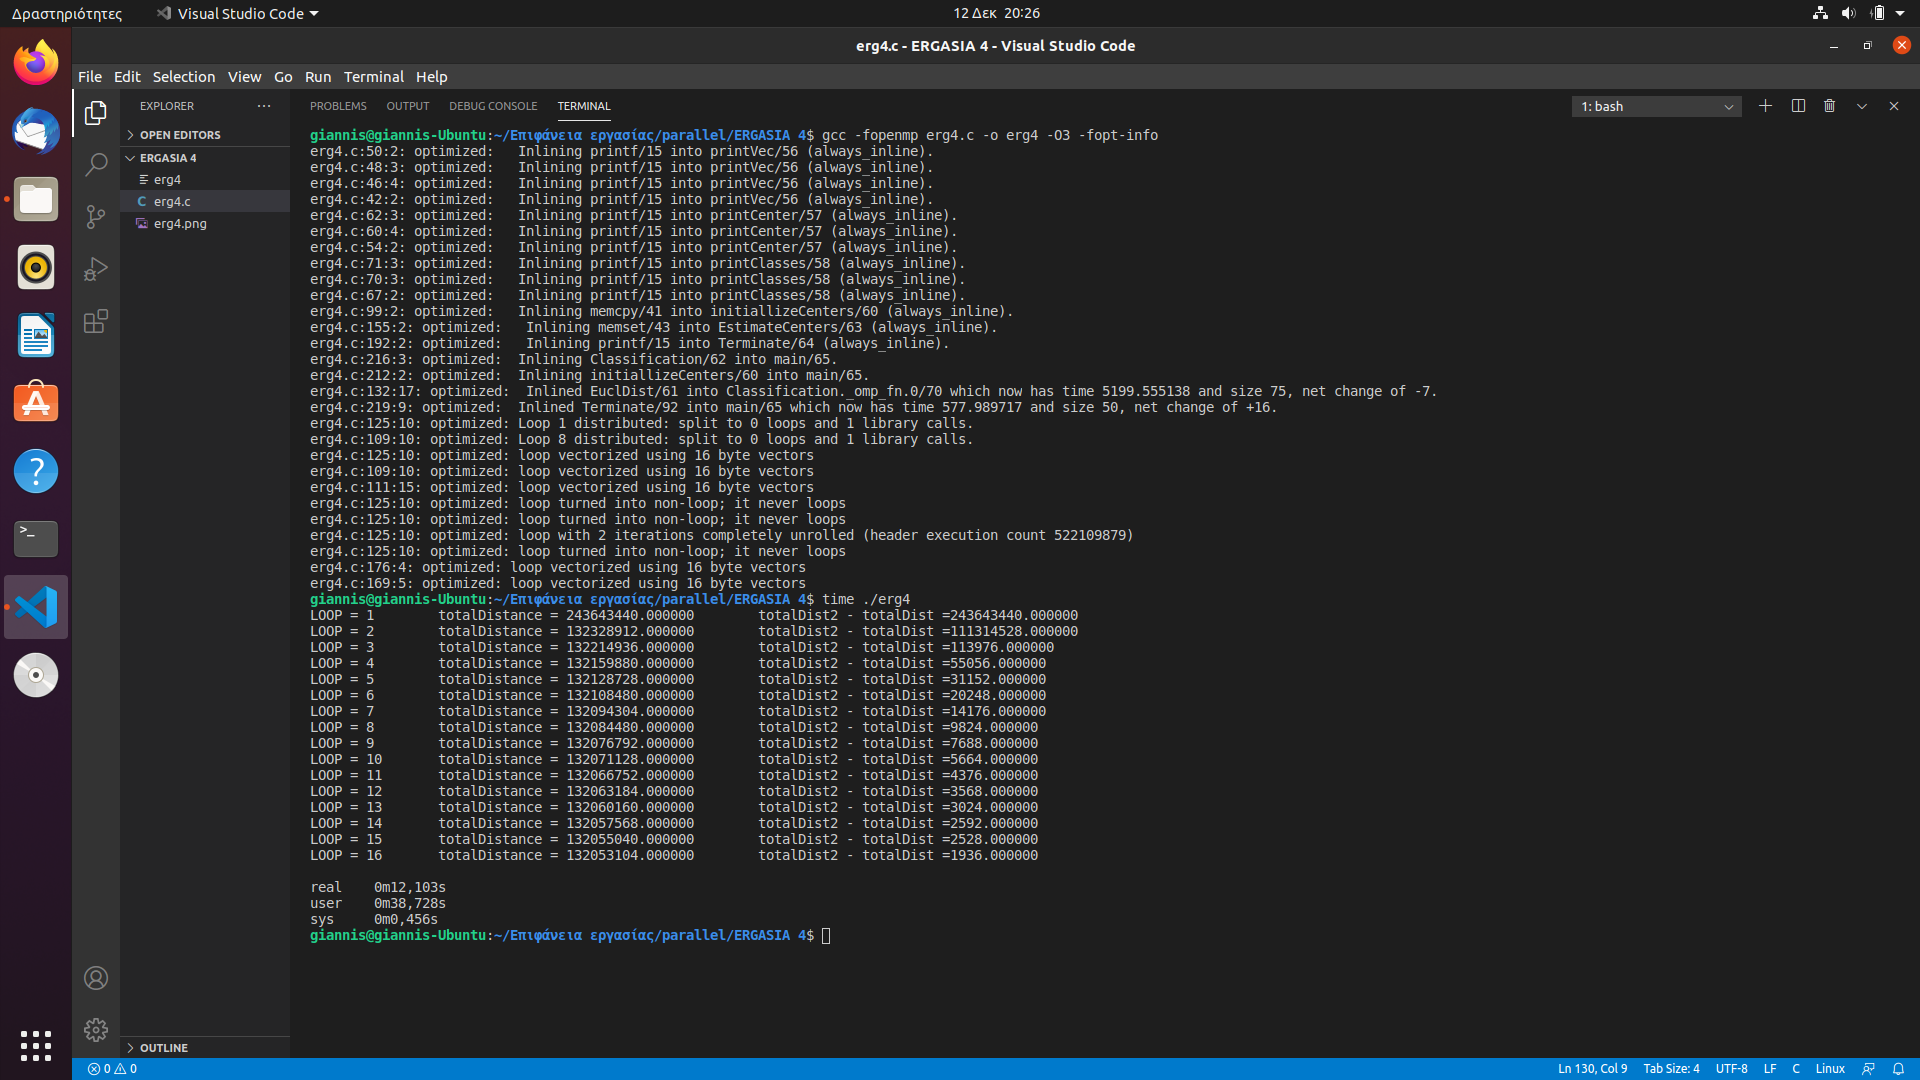 Δραστηριότητες
Visual Studio Code
12 Δεκ 20:26
erg4.c - ERGASIA 4 - Visual Studio Code
File Edit Selection View Go Run Terminal Help
EXPLORER
OPEN EDITORS
ERGASIA 4
erg4
C erg4.c
erg4.png
OUTLINE
PROBLEMS OUTPUT DEBUG CONSOLE TERMINAL
1: bash
giannis@giannis-Ubuntu:~/Επιφάνεια εργασίας/parallel/ERGASIA 4$ gcc -fopenmp erg4.c -o erg4 -O3 -fopt-info
erg4.c:50:2: optimized:   Inlining printf/15 into printVec/56 (always_inline).
erg4.c:48:3: optimized:   Inlining printf/15 into printVec/56 (always_inline).
erg4.c:46:4: optimized:   Inlining printf/15 into printVec/56 (always_inline).
erg4.c:42:2: optimized:   Inlining printf/15 into printVec/56 (always_inline).
erg4.c:62:3: optimized:   Inlining printf/15 into printCenter/57 (always_inline).
erg4.c:60:4: optimized:   Inlining printf/15 into printCenter/57 (always_inline).
erg4.c:54:2: optimized:   Inlining printf/15 into printCenter/57 (always_inline).
erg4.c:71:3: optimized:   Inlining printf/15 into printClasses/58 (always_inline).
erg4.c:70:3: optimized:   Inlining printf/15 into printClasses/58 (always_inline).
erg4.c:67:2: optimized:   Inlining printf/15 into printClasses/58 (always_inline).
erg4.c:99:2: optimized:   Inlining memcpy/41 into initiallizeCenters/60 (always_inline).
erg4.c:155:2: optimized:   Inlining memset/43 into EstimateCenters/63 (always_inline).
erg4.c:192:2: optimized:   Inlining printf/15 into Terminate/64 (always_inline).
erg4.c:216:3: optimized:  Inlining Classification/62 into main/65.
erg4.c:212:2: optimized:  Inlining initiallizeCenters/60 into main/65.
erg4.c:132:17: optimized:  Inlined EuclDist/61 into Classification._omp_fn.0/70 which now has time 5199.555138 and size 75, net change of -7.
erg4.c:219:9: optimized:  Inlined Terminate/92 into main/65 which now has time 577.989717 and size 50, net change of +16.
erg4.c:125:10: optimized: Loop 1 distributed: split to 0 loops and 1 library calls.
erg4.c:109:10: optimized: Loop 8 distributed: split to 0 loops and 1 library calls.
erg4.c:125:10: optimized: loop vectorized using 16 byte vectors
erg4.c:109:10: optimized: loop vectorized using 16 byte vectors
erg4.c:111:15: optimized: loop vectorized using 16 byte vectors
erg4.c:125:10: optimized: loop turned into non-loop; it never loops
erg4.c:125:10: optimized: loop turned into non-loop; it never loops
erg4.c:125:10: optimized: loop with 2 iterations completely unrolled (header execution count 522109879)
erg4.c:125:10: optimized: loop turned into non-loop; it never loops
erg4.c:176:4: optimized: loop vectorized using 16 byte vectors
erg4.c:169:5: optimized: loop vectorized using 16 byte vectors
giannis@giannis-Ubuntu:~/Επιφάνεια εργασίας/parallel/ERGASIA 4$ time ./erg4
LOOP = 1 totalDistance = 243643440.000000 totalDist2 - totalDist =243643440.000000
LOOP = 2 totalDistance = 132328912.000000 totalDist2 - totalDist =111314528.000000
LOOP = 3 totalDistance = 132214936.000000 totalDist2 - totalDist =113976.000000
LOOP = 4 totalDistance = 132159880.000000 totalDist2 - totalDist =55056.000000
LOOP = 5 totalDistance = 132128728.000000 totalDist2 - totalDist =31152.000000
LOOP = 6 totalDistance = 132108480.000000 totalDist2 - totalDist =20248.000000
LOOP = 7 totalDistance = 132094304.000000 totalDist2 - totalDist =14176.000000
LOOP = 8 totalDistance = 132084480.000000 totalDist2 - totalDist =9824.000000
LOOP = 9 totalDistance = 132076792.000000 totalDist2 - totalDist =7688.000000
LOOP = 10 totalDistance = 132071128.000000 totalDist2 - totalDist =5664.000000
LOOP = 11 totalDistance = 132066752.000000 totalDist2 - totalDist =4376.000000
LOOP = 12 totalDistance = 132063184.000000 totalDist2 - totalDist =3568.000000
LOOP = 13 totalDistance = 132060160.000000 totalDist2 - totalDist =3024.000000
LOOP = 14 totalDistance = 132057568.000000 totalDist2 - totalDist =2592.000000
LOOP = 15 totalDistance = 132055040.000000 totalDist2 - totalDist =2528.000000
LOOP = 16 totalDistance = 132053104.000000 totalDist2 - totalDist =1936.000000
real 0m12,103s
user 0m38,728s
sys 0m0,456s
giannis@giannis-Ubuntu:~/Επιφάνεια εργασίας/parallel/ERGASIA 4$
0 0
Ln 130, Col 9 Tab Size: 4 UTF-8 LF C Linux